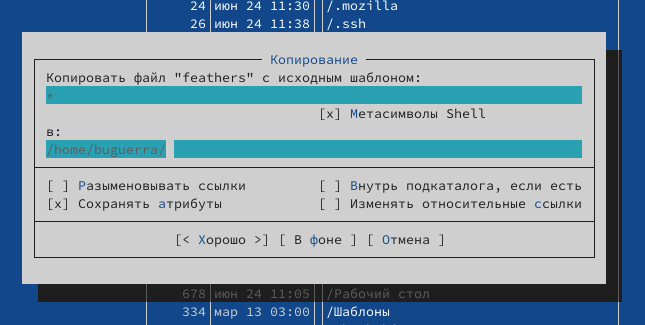 24 июн 24 11:30 /.mozilla
26 июн 24 11:38 /.ssh
Копирование
Копировать файл "feathers" с исходным шаблоном:
*
[x] Метасимволы Shell
в:
/home/buguerra/
[ ] Разыменовывать ссылки [ ] Внутрь подкаталога, если есть
[x] Сохранять атрибуты [ ] Изменять относительные ссылки
[< Хорошо >] [ В фоне ] [ Отмена ]
678 июн 24 11:05 /Рабочий стол
334 мар 13 03:00 /Шаблоны